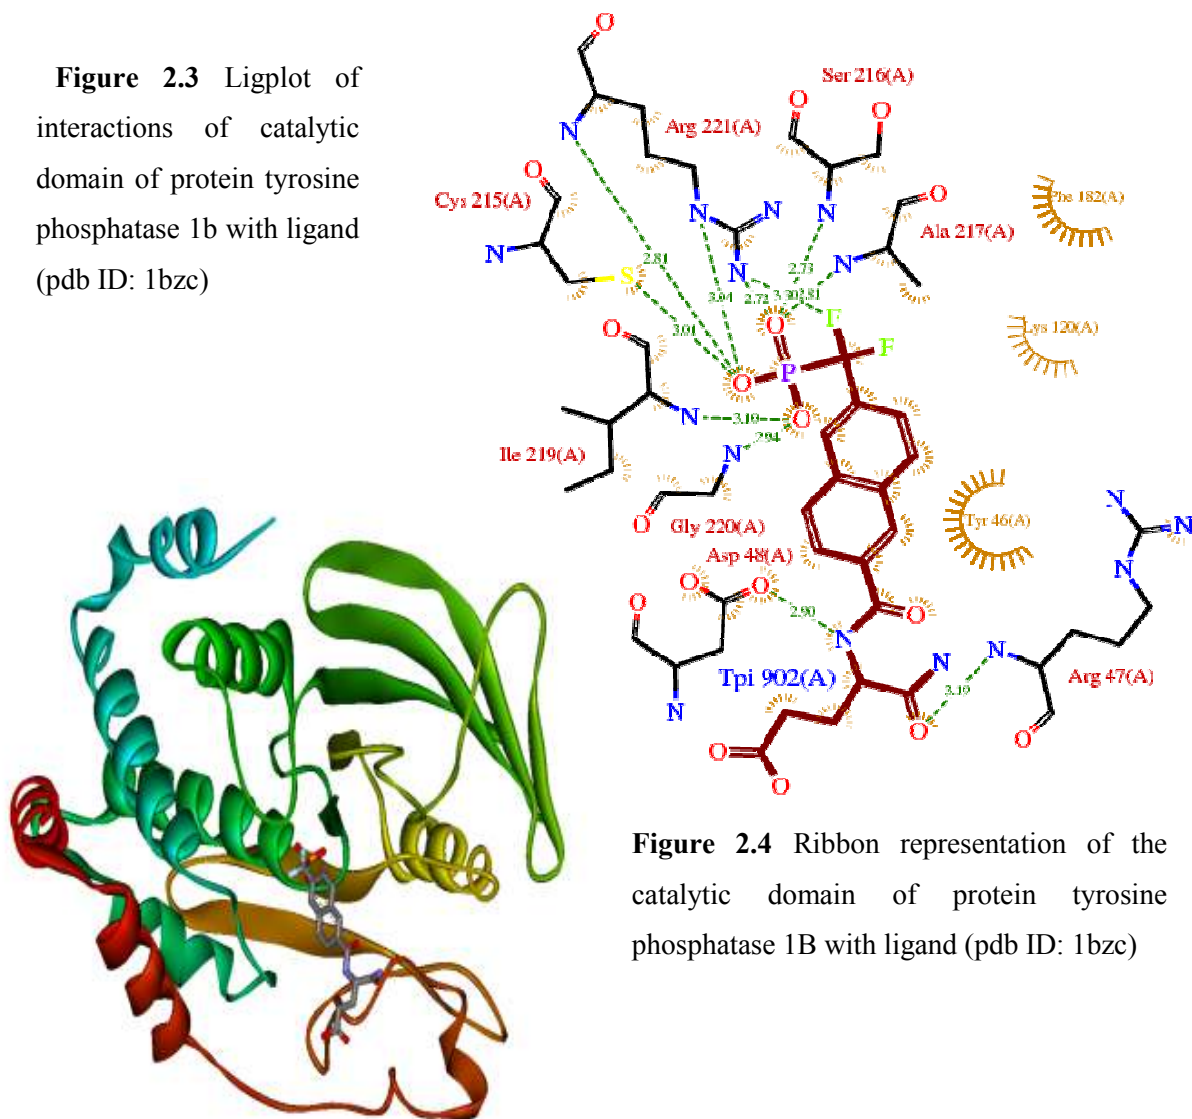 Figure 2.3 Ligplot of
interactions of catalytic
domain of protein tyrosine
phosphatase 1b with ligand
(pdb ID: 1bzc)
O
Ser 216(A)
O
O
N
Arg 221(A)
Cys 215(A)
O
N
S
N
N
N
N
O
Phe 182(A)
Ala 217(A)
N
2.81
2.73
3.04
2.72
3.20
2.81
Lys 120(A)
3.01
O
F
F
O
O
P
N
3.10
O
2.94
N
Ile 219(A)
O
Gly 220(A)
Tyr 46(A)
N
N
Asp 48(A)
O
O
2.90
O
O
N
N
Tpi 902(A)
N
N
N
3.10
Arg 47(A)
O
O
O
O
Figure 2.4 Ribbon representation of the
catalytic domain of protein tyrosine
phosphatase 1B with ligand (pdb ID: 1bzc)